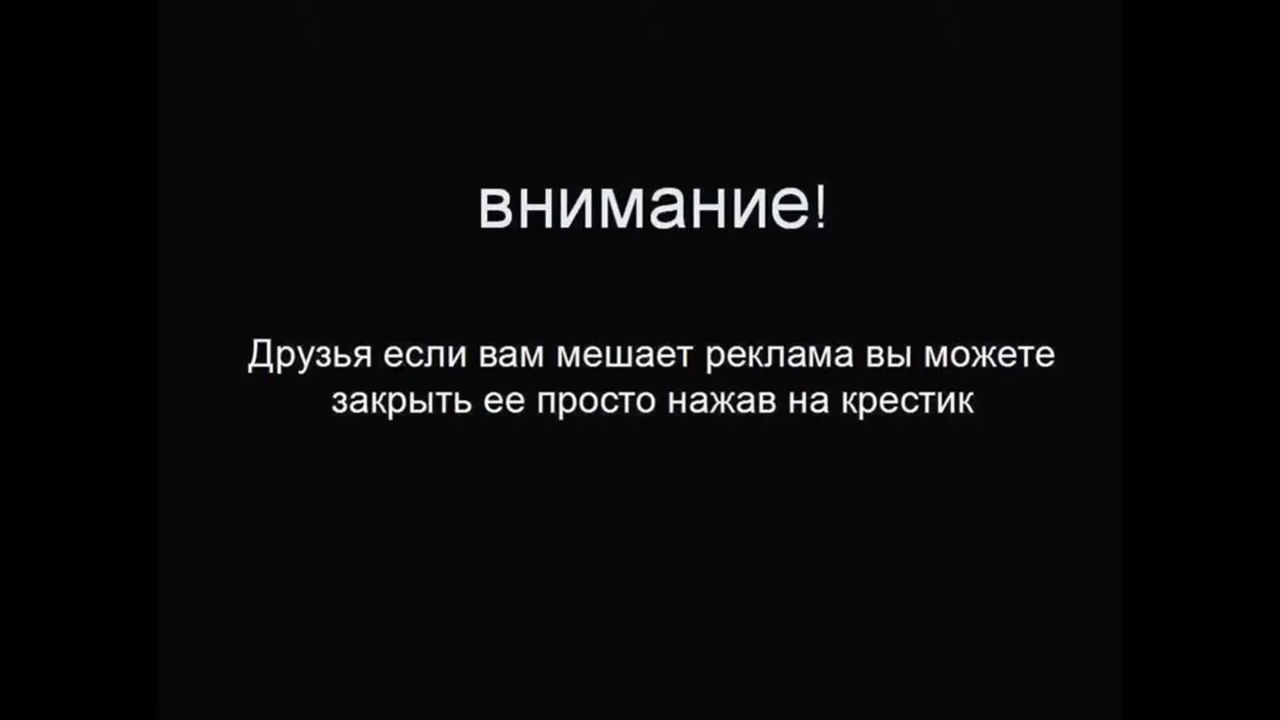 внимание!
Друзья если вам мешает реклама вы можете
закрыть ее просто нажав на крестик